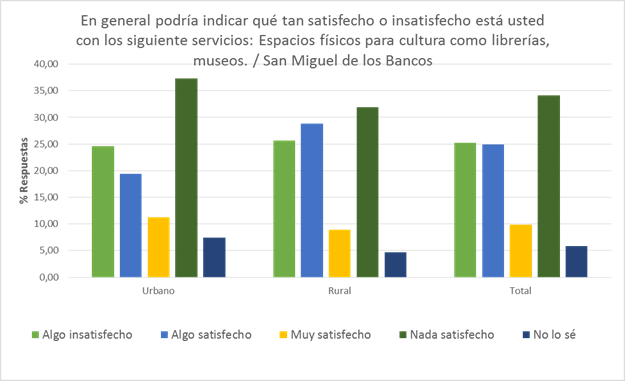 En general podría indicar qué tan satisfecho o insatisfecho está usted
con los siguiente servicios: Espacios físicos para cultura como librerías,
museos. / San Miguel de los Bancos
% Respuestas
40,00
35,00
30,00
25,00
20,00
15,00
10,00
5,00
0,00
Urbano Rural Total
Algo insatisfecho Algo satisfecho Muy satisfecho Nada satisfecho No lo sé